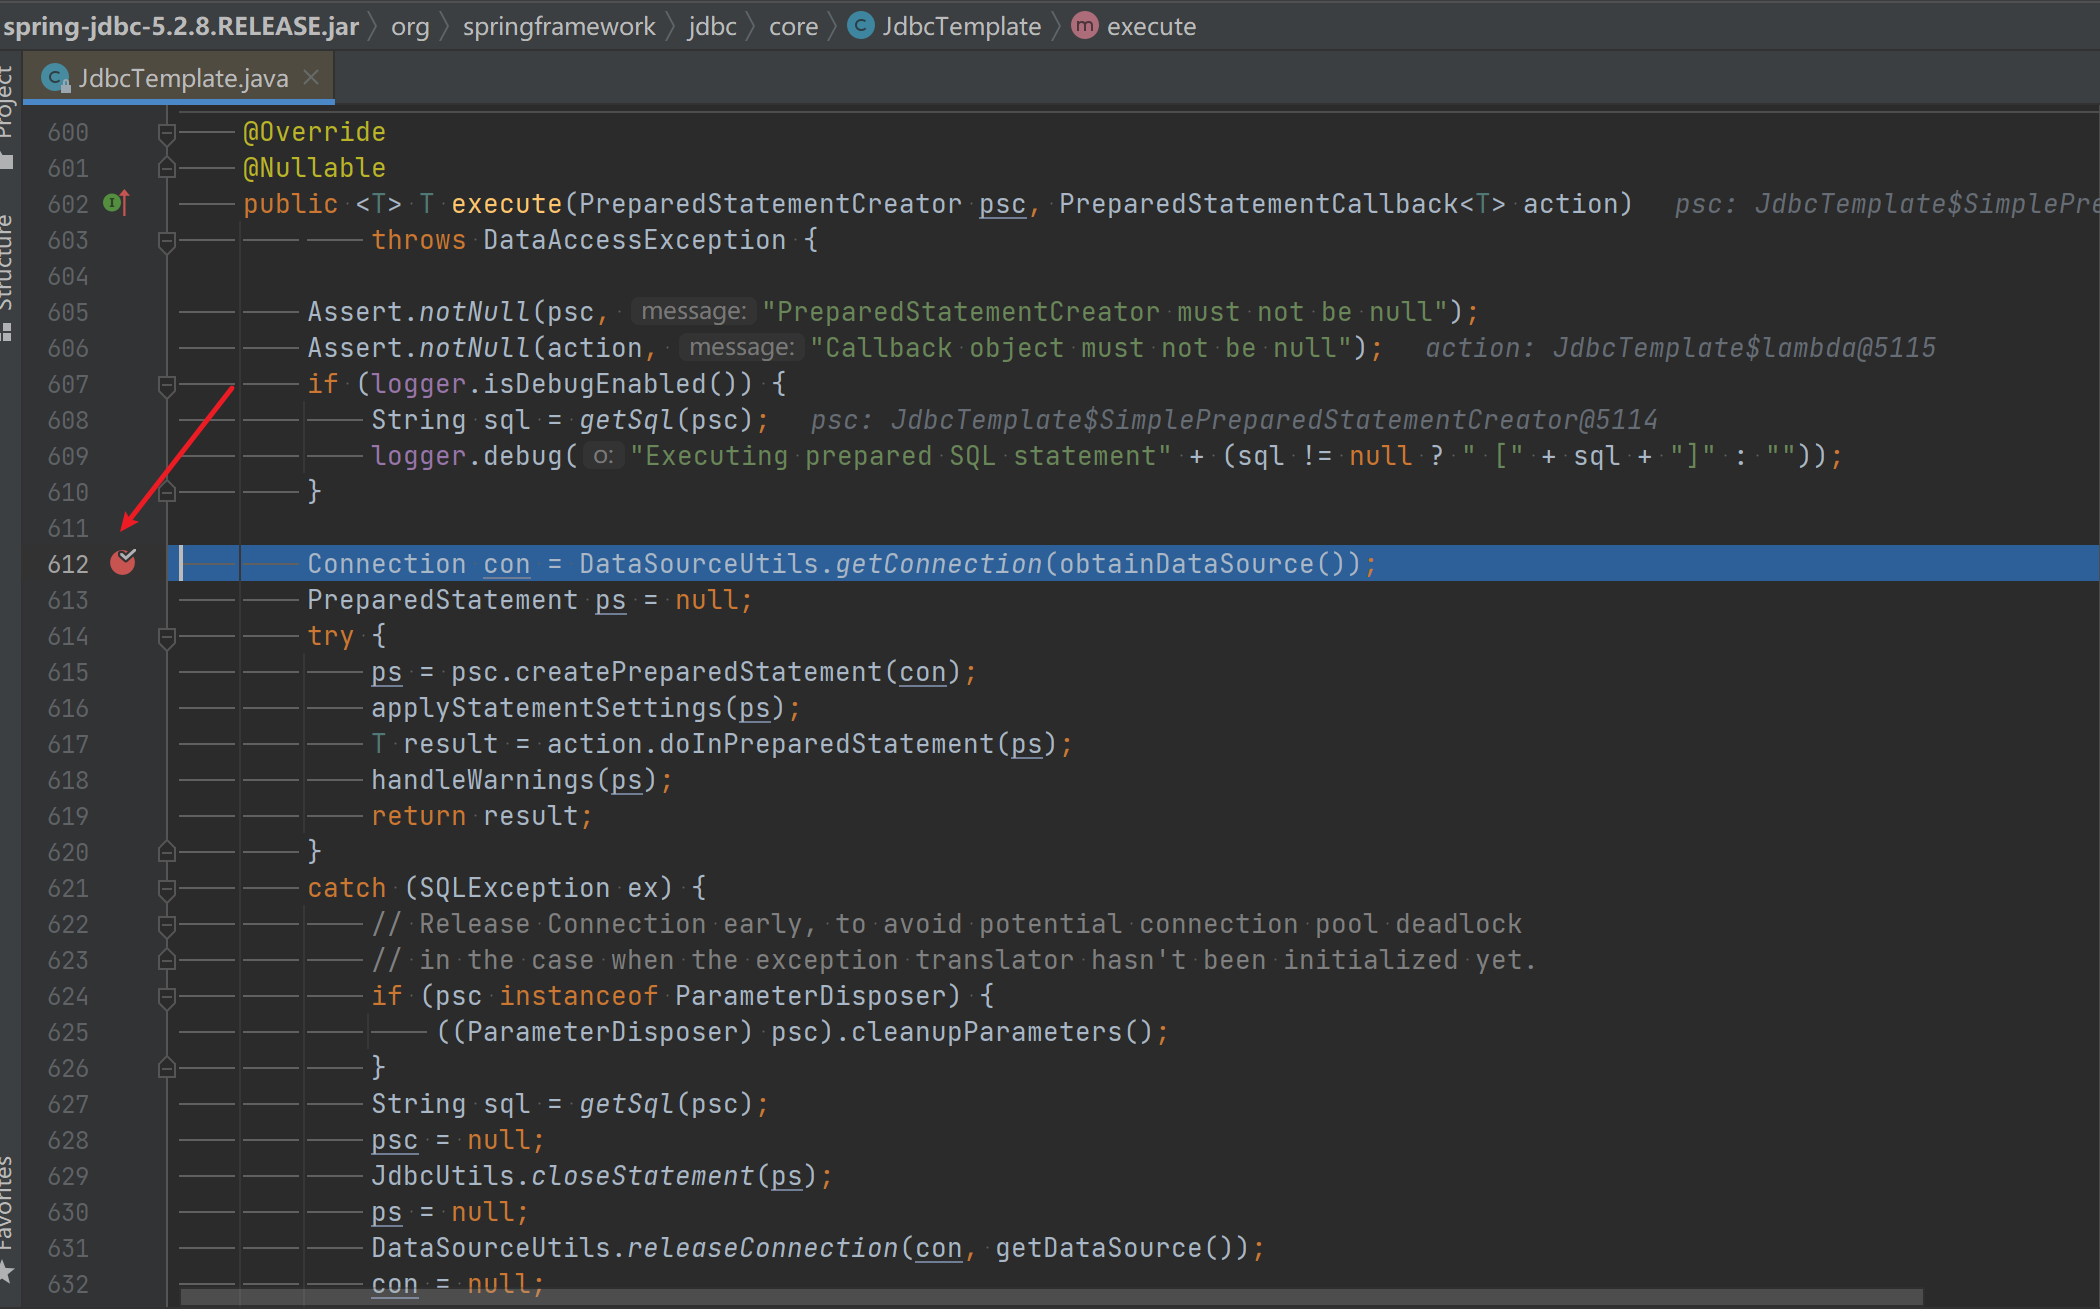 spring-jdbc-5.2.8.RELEASE.jar org springframework jdbc core C JdbcTemplate m execute
C JdbcTemplate.java
Project
Structure
Favorites
600 @Override
601 @Nullable
602 public <T> T execute(PreparedStatementCreator psc, PreparedStatementCallback<T> action) psc: JdbcTemplate$SimplePre
603 throws DataAccessException {
604
605 Assert.notNull(psc, message: "PreparedStatementCreator must not be null");
606 Assert.notNull(action, message: "Callback object must not be null"); action: JdbcTemplate$lambda@5115
607 if (logger.isDebugEnabled()) {
608 String sql = getSql(psc); psc: JdbcTemplate$SimplePreparedStatementCreator@5114
609 logger.debug( o: "Executing prepared SQL statement" + (sql != null ? " [" + sql + "]" : ""));
610 }
611
612 Connection con = DataSourceUtils.getConnection(obtainDataSource());
613 PreparedStatement ps = null;
614 try {
615 ps = psc.createPreparedStatement(con);
616 applyStatementSettings(ps);
617 T result = action.doInPreparedStatement(ps);
618 handleWarnings(ps);
619 return result;
620 }
621 catch (SQLException ex) {
622 // Release Connection early, to avoid potential connection pool deadlock
623 // in the case when the exception translator hasn't been initialized yet.
624 if (psc instanceof ParameterDisposer) {
625 ((ParameterDisposer) psc).cleanupParameters();
626 }
627 String sql = getSql(psc);
628 psc = null;
629 JdbcUtils.closeStatement(ps);
630 ps = null;
631 DataSourceUtils.releaseConnection(con, getDataSource());
632 con = null;